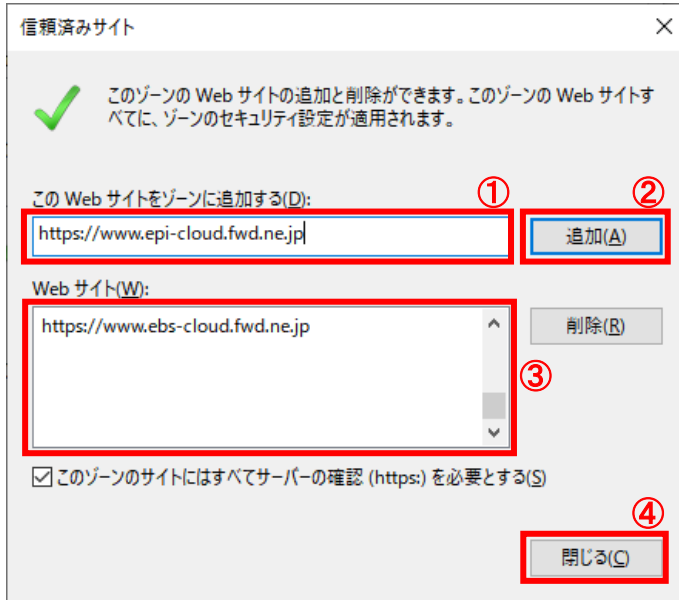 信頼済みサイト
このゾーンの Web サイトの追加と削除ができます。このゾーンの Web サイトす
べてに、ゾーンのセキュリティ設定が適用されます。
この Web サイトをゾーンに追加する(D):
①
②
https://www.epi-cloud.fwd.ne.jp
追加(A)
Web サイト(W):
https://www.ebs-cloud.fwd.ne.jp
削除(R)
③
このゾーンのサイトにはすべてサーバーの確認 (https:) を必要とする(S)
④
閉じる(C)